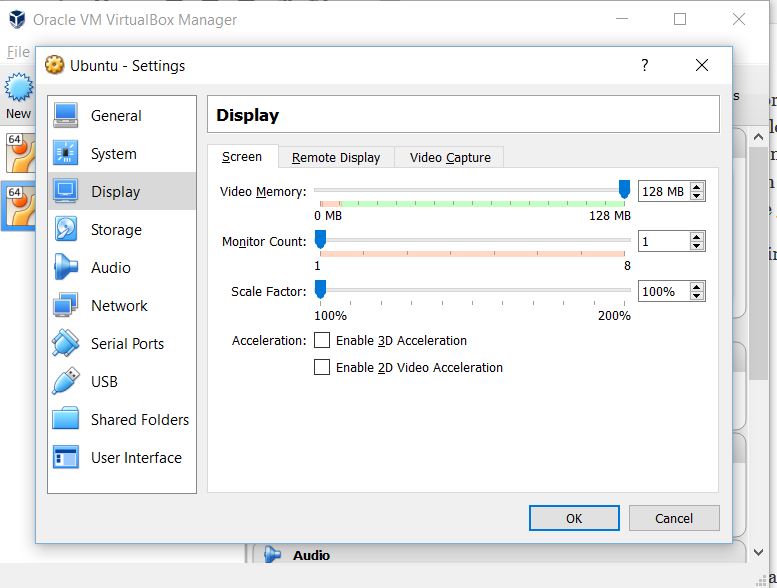 Oracle VM VirtualBox Manager
File
Ubuntu - Settings
?
New
64
64
General
System
Display
Storage
Audio
Network
Serial Ports
USB
Shared Folders
User Interface
Display
Screen
Remote Display
Video Capture
Video Memory:
128 MB
0 MB
128 MB
Monitor Count:
1
1
8
Scale Factor:
100%
100%
200%
Acceleration:
Enable 3D Acceleration
Enable 2D Video Acceleration
OK
Cancel
Audio